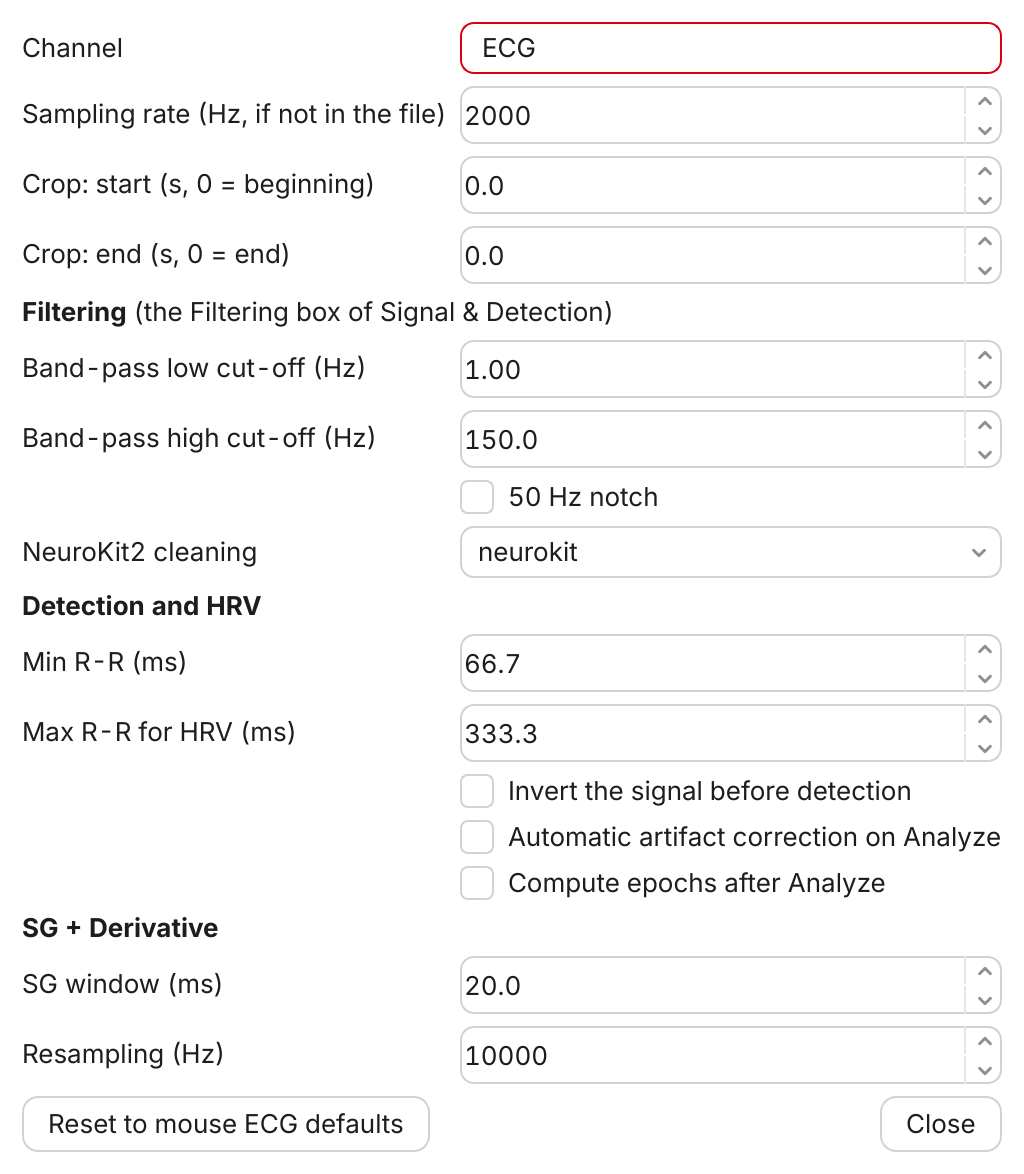 Channel
ECG
Sampling rate (Hz, if not in the file)
2000
Crop: start (s, 0 = beginning)
0.0
Crop: end (s, 0 = end)
0.0
Filtering (the Filtering box of Signal & Detection)
Band-pass low cut-off (Hz)
1.00
Band-pass high cut-off (Hz)
150.0
50 Hz notch
NeuroKit2 cleaning
neurokit
Detection and HRV
Min R-R (ms)
66.7
Max R-R for HRV (ms)
333.3
Invert the signal before detection
Automatic artifact correction on Analyze
Compute epochs after Analyze
SG + Derivative
SG window (ms)
20.0
Resampling (Hz)
10000
Reset to mouse ECG defaults
Close